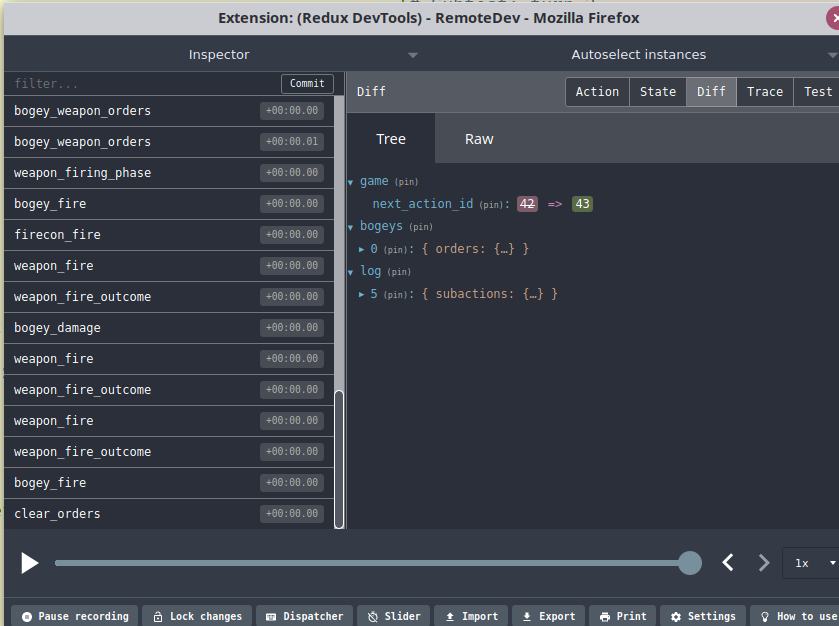 Extension: (Redux DevTools) - RemoteDev - Mozilla Firefox
Inspector
Autoselect instances
filter...
Commit
Diff
Action
State
Diff
Trace
Test
bogey_weapon_orders +00:00.00
bogey_weapon_orders +00:00.01
weapon_firing_phase +00:00.00
bogey_fire +00:00.00
firecon_fire +00:00.00
weapon_fire +00:00.00
weapon_fire_outcome +00:00.00
bogey_damage +00:00.00
weapon_fire +00:00.00
weapon_fire_outcome +00:00.00
weapon_fire +00:00.00
weapon_fire_outcome +00:00.00
bogey_fire +00:00.00
clear_orders +00:00.00
Tree
Raw
game (pin)
next_action_id (pin): 42 => 43
bogeys (pin)
0 (pin): { orders: {…} }
log (pin)
5 (pin): { subactions: {…} }
1x
Pause recording
Lock changes
Dispatcher
Slider
Import
Export
Print
Settings
How to use